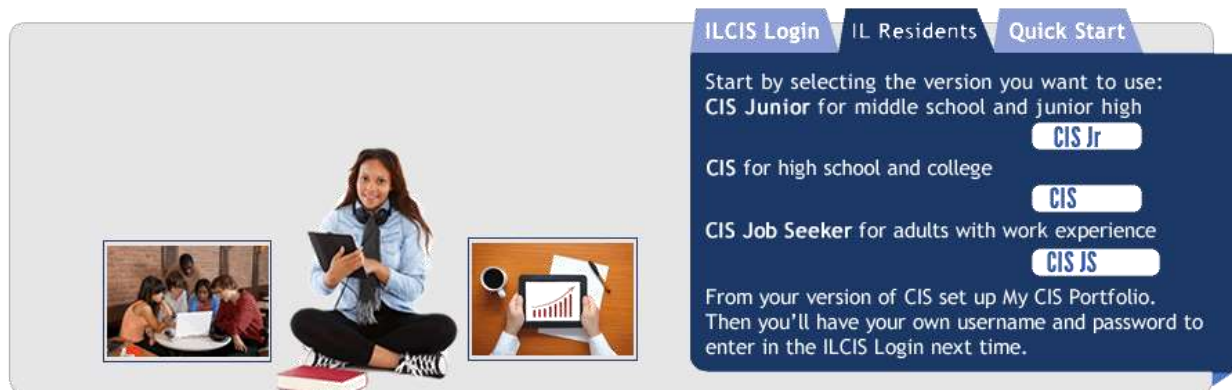 ILCIS Login
IL Residents
Quick Start
Start by selecting the version you want to use:
CIS Junior for middle school and junior high
CIS Jr
CIS for high school and college
CIS
CIS Job Seeker for adults with work experience
CIS JS
From your version of CIS set up My CIS Portfolio.
Then you'll have your own username and password to
enter in the ILCIS Login next time.